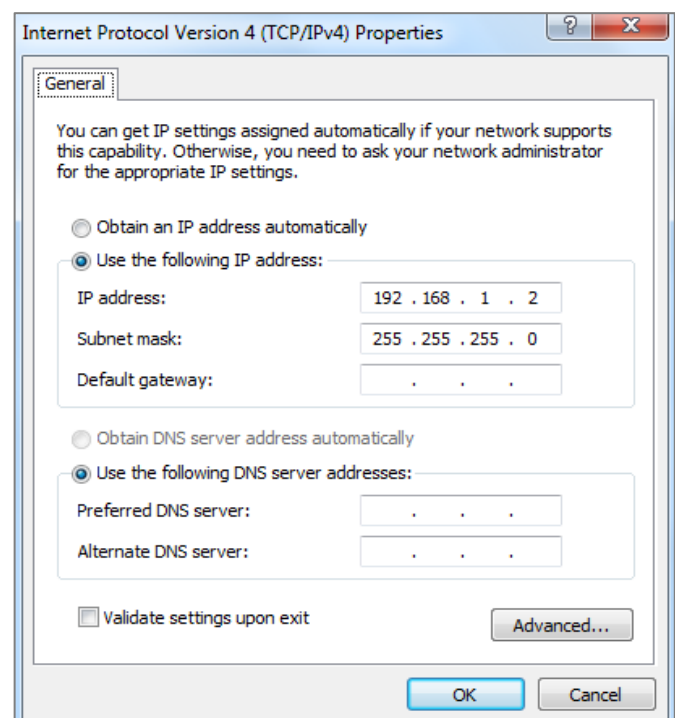 Internet Protocol Version 4 (TCP/IPv4) Properties
General
You can get IP settings assigned automatically if your network supports
this capability. Otherwise, you need to ask your network administrator
for the appropriate IP settings.
Obtain an IP address automatically
Use the following IP address:
IP address: 192 . 168 . 1 . 2
Subnet mask: 255 . 255 . 255 . 0
Default gateway: . . .
Obtain DNS server address automatically
Use the following DNS server addresses:
Preferred DNS server: . . .
Alternate DNS server: . . .
Validate settings upon exit
Advanced...
OK Cancel